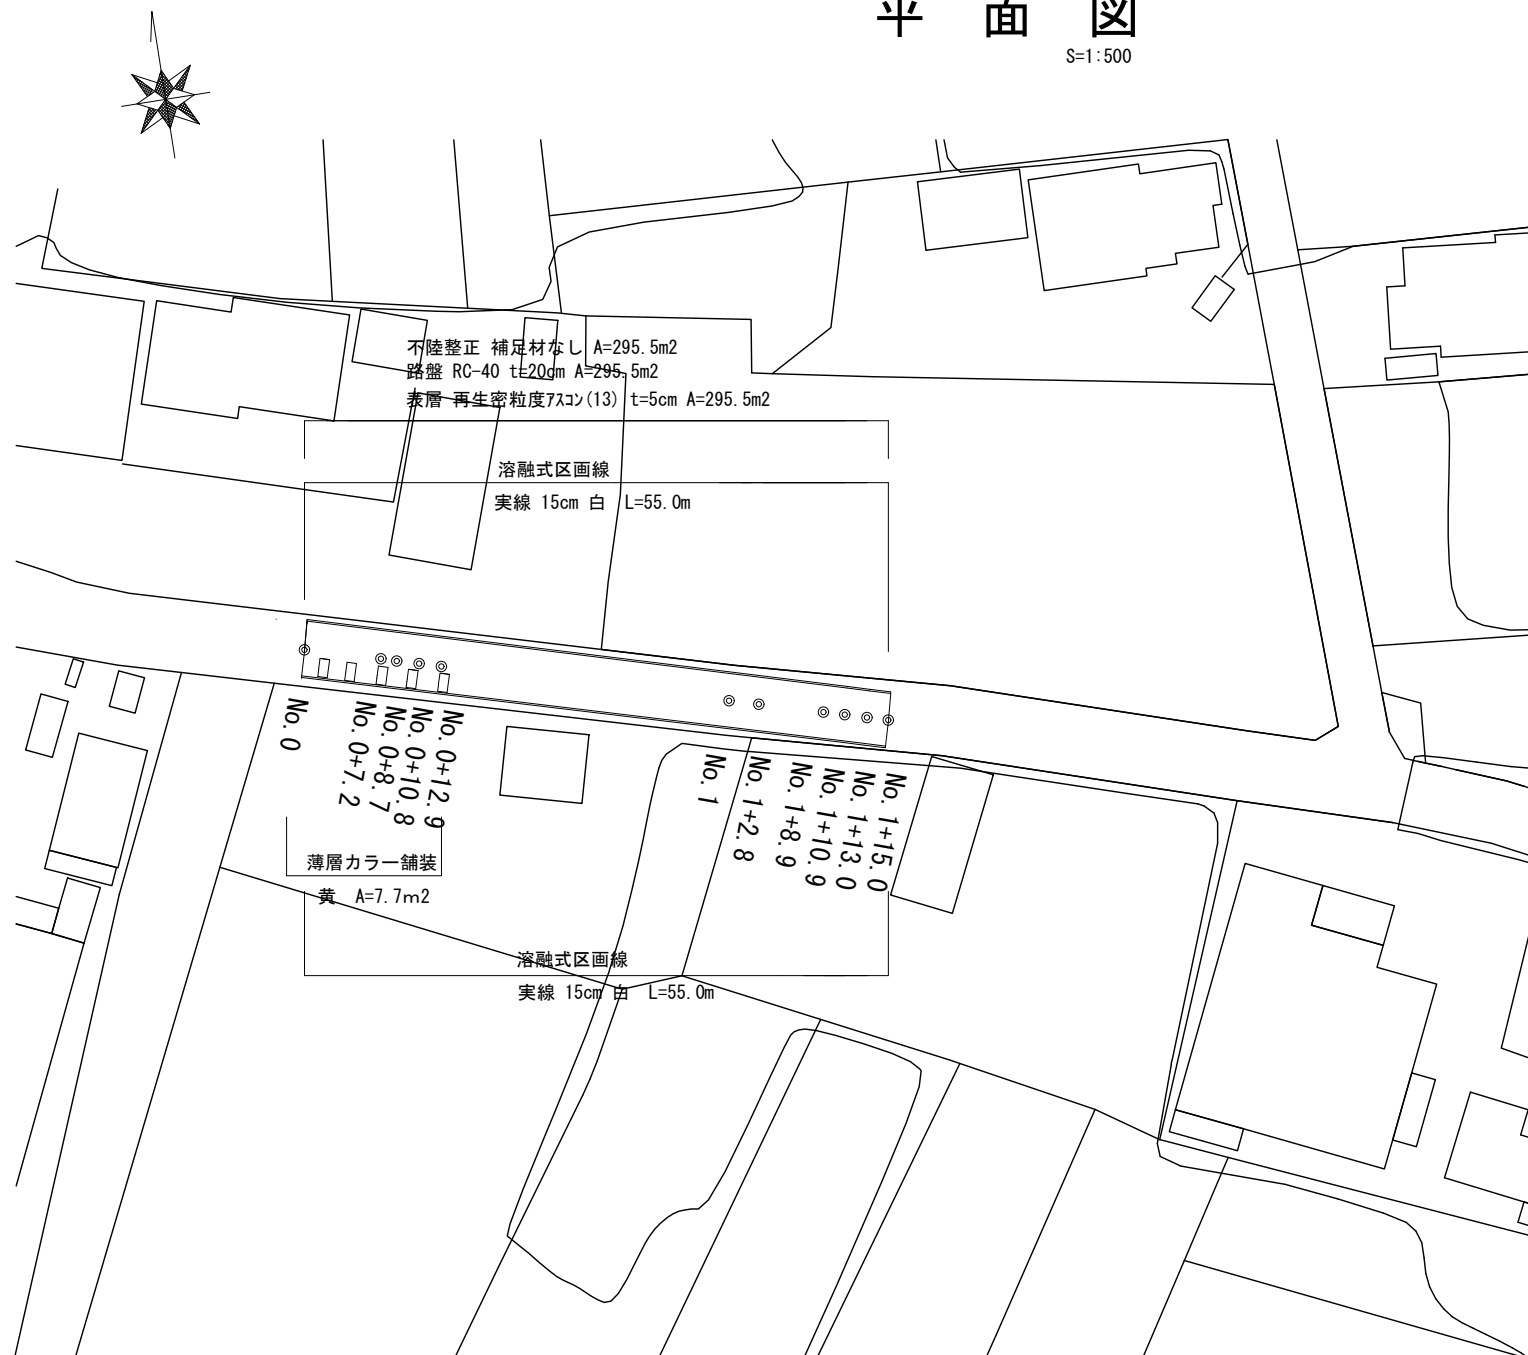 平 面 図
S=1:500
不陸整正 補足材なし A=295.5m2
路盤 RC-40 t=20cm A=295.5m2
表層 再生密粒度アスコン(13) t=5cm A=295.5m2
溶融式区画線
実線 15cm 白 L=55.0m
No.0
No.0+7.2
No.0+8.7
No.0+10.8
No.0+12.9
No.1
No.1+2.8
No.1+8.9
No.1+10.9
No.1+13.0
No.1+15.0
薄層カラー舗装
黄 A=7.7m2
溶融式区画線
実線 15cm 白 L=55.0m